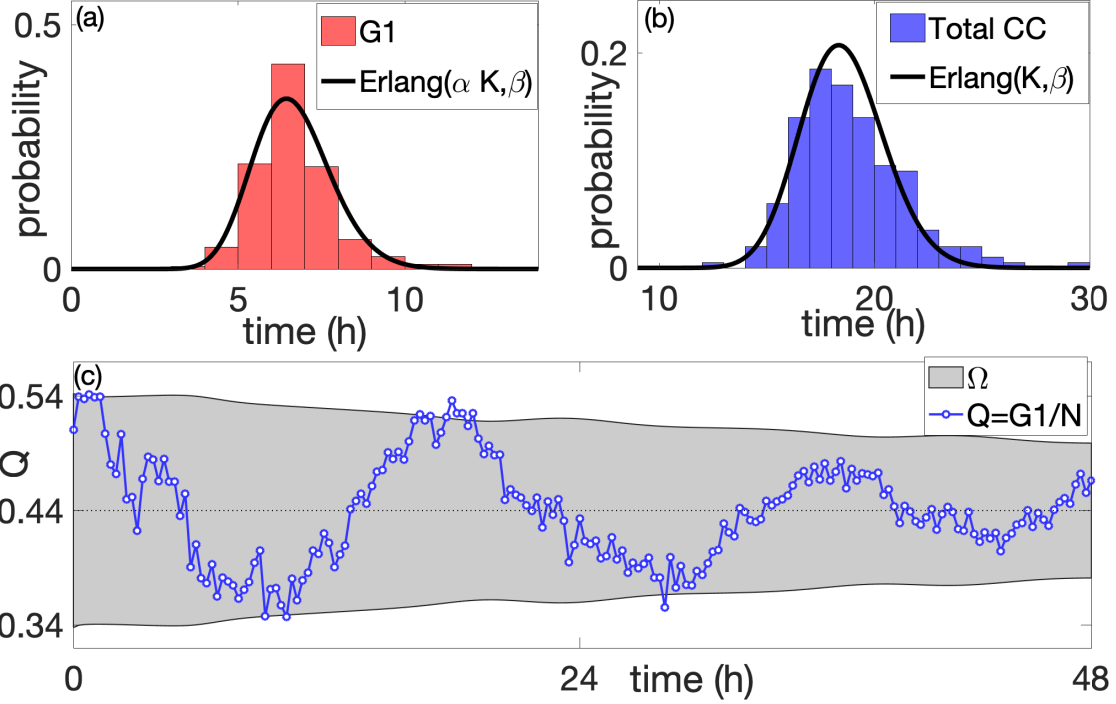 (a)
G1
Erlang(α K,β)
0.5
0
probability
0 5 10
time (h)
(b)
Total CC
Erlang(K,β)
0.2
0
probability
10 20 30
time (h)
(c)
Ω
Q=G1/N
0.54
0.44
0.34
Q
0 24 48
time (h)